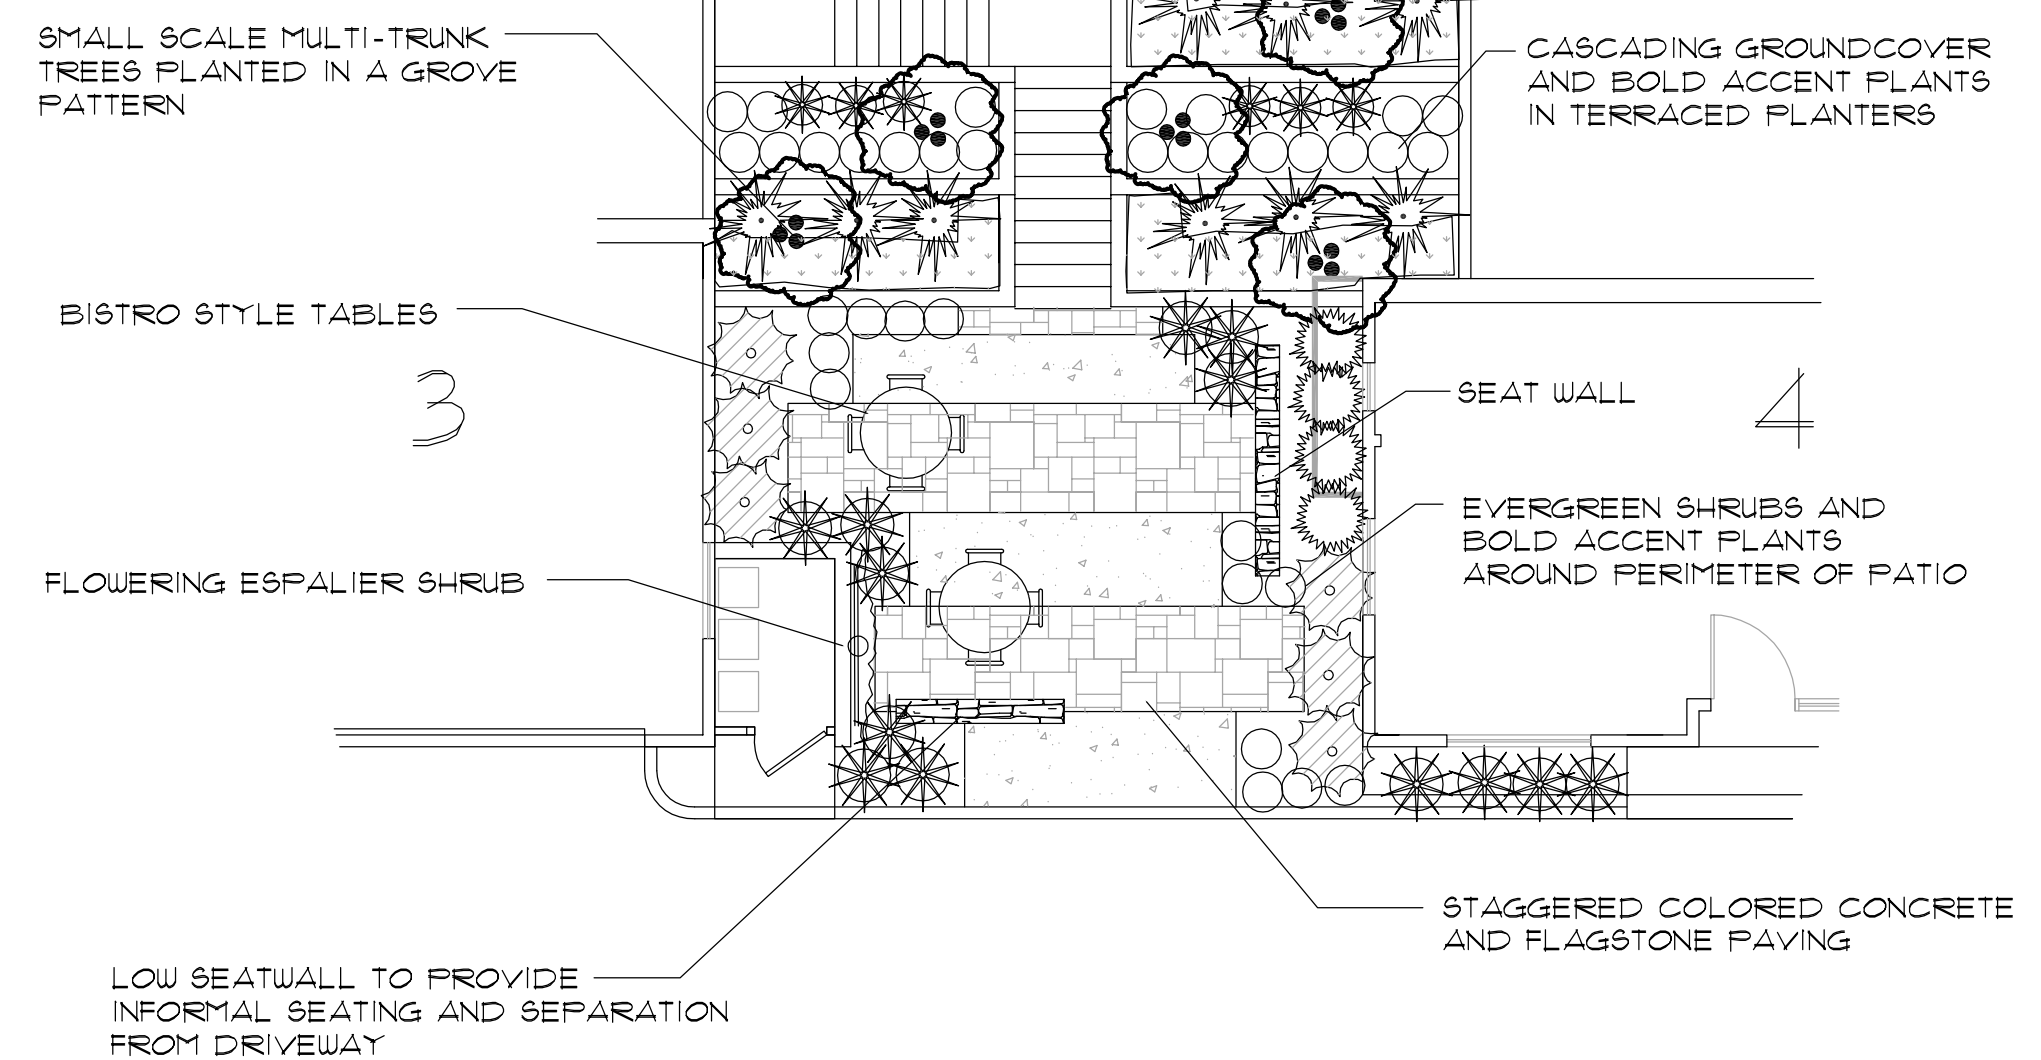 SMALL SCALE MULTI-TRUNK
TREES PLANTED IN A GROVE
PATTERN
CASCADING GROUNDCOVER
AND BOLD ACCENT PLANTS
IN TERRACED PLANTERS
BISTRO STYLE TABLES
3
SEAT WALL
4
EVERGREEN SHRUBS AND
BOLD ACCENT PLANTS
AROUND PERIMETER OF PATIO
FLOWERING ESPALIER SHRUB
STAGGERED COLORED CONCRETE
AND FLAGSTONE PAVING
LOW SEATWALL TO PROVIDE
INFORMAL SEATING AND SEPARATION
FROM DRIVEWAY